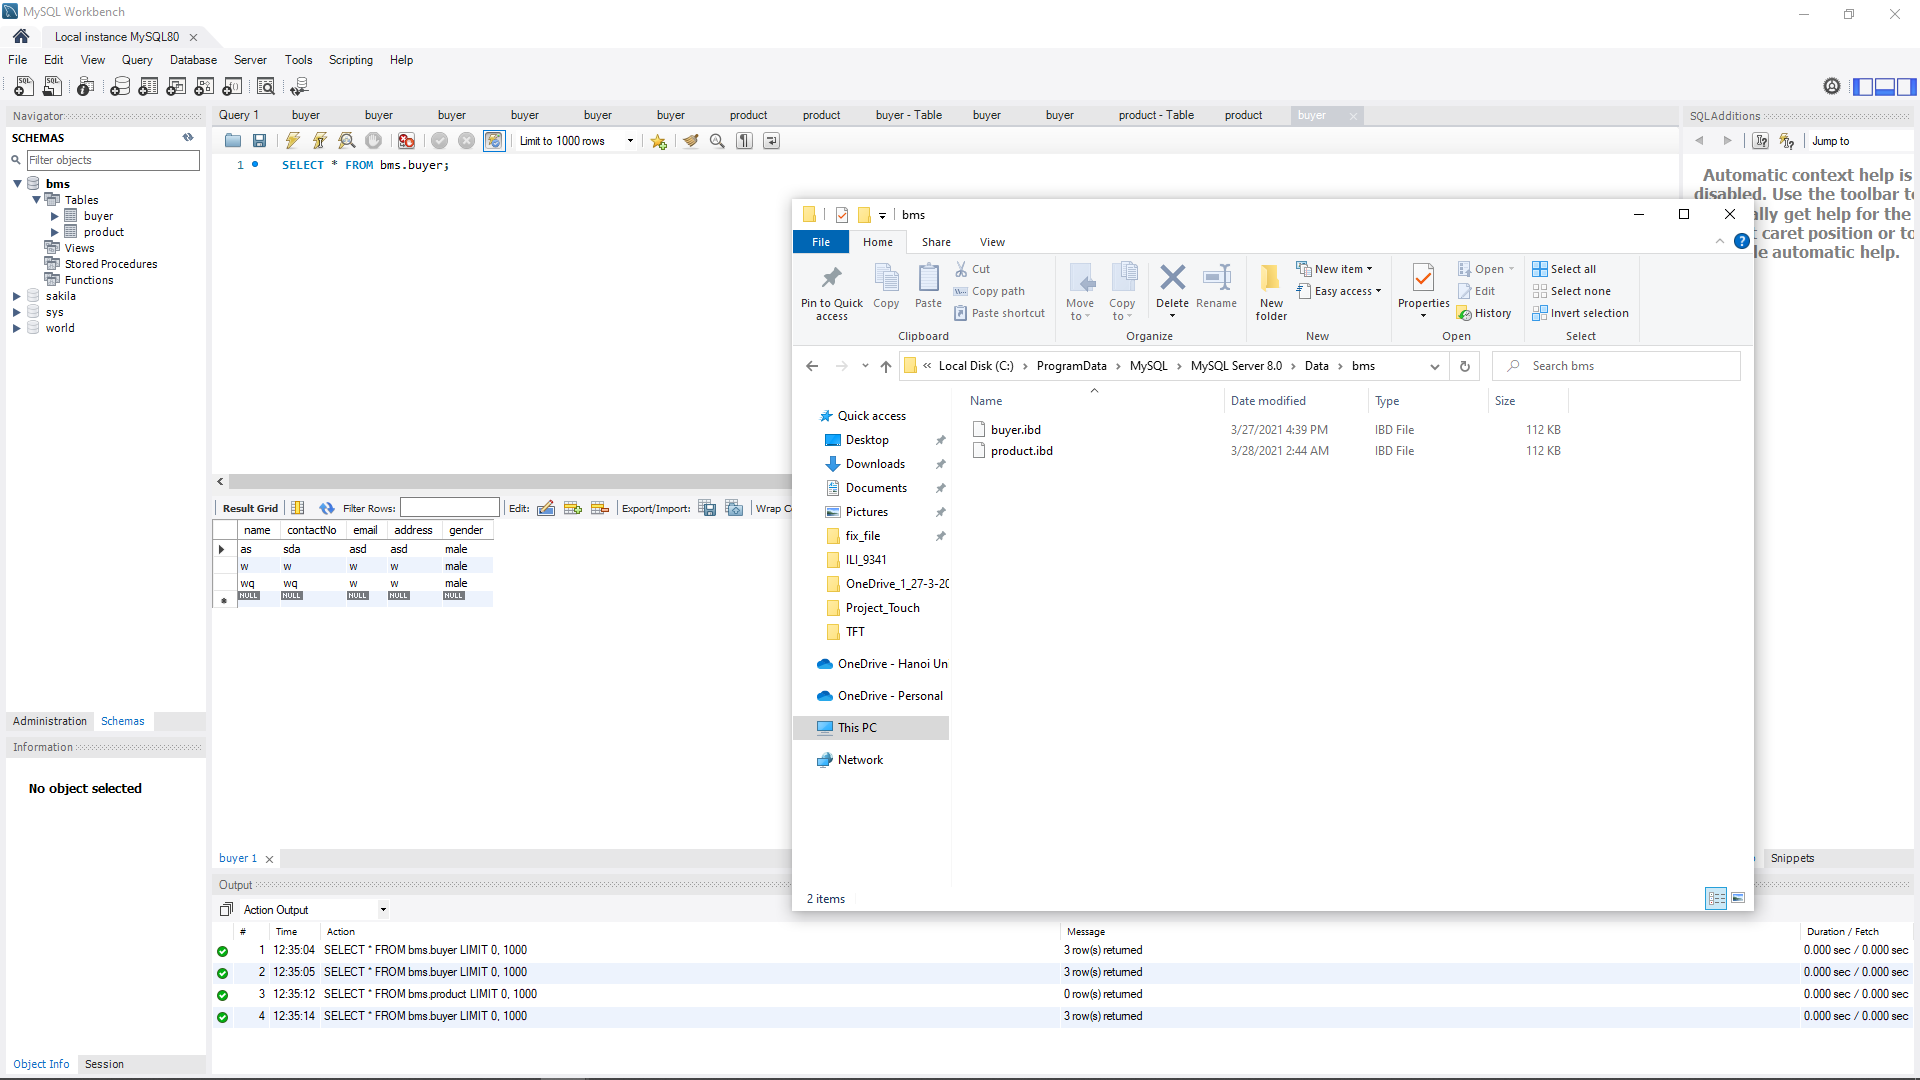 MySQL Workbench
Local instance MySQL80
File Edit View Query Database Server Tools Scripting Help
Navigator
SCHEMAS
Filter objects
bms
Tables
buyer
product
Views
Stored Procedures
Functions
sakila
sys
world
Administration Schemas
Information
No object selected
Object Info Session
Query 1 buyer buyer buyer buyer buyer buyer product product buyer - Table buyer buyer product - Table product buyer
Limit to 1000 rows
1 SELECT * FROM bms.buyer;
Result Grid Filter Rows: Edit: Export/Import: Wrap C
name contactNo email address gender
as sda asd asd male
w w w w male
wq wq w w male
NULL NULL NULL NULL NULL
buyer 1
Output
Action Output
# Time Action Message Duration / Fetch
1 12:35:04 SELECT * FROM bms.buyer LIMIT 0, 1000 3 row(s) returned 0.000 sec / 0.000 sec
2 12:35:05 SELECT * FROM bms.buyer LIMIT 0, 1000 3 row(s) returned 0.000 sec / 0.000 sec
3 12:35:12 SELECT * FROM bms.product LIMIT 0, 1000 0 row(s) returned 0.000 sec / 0.000 sec
4 12:35:14 SELECT * FROM bms.buyer LIMIT 0, 1000 3 row(s) returned 0.000 sec / 0.000 sec
SQLAdditions
Jump to
Automatic context help is
disabled. Use the toolbar t
ally get help for the
t caret position or to
le automatic help.
Snippets
bms
File Home Share View
Pin to Quick access
Copy
Paste
Cut
Copy path
Paste shortcut
Clipboard
Move to
Copy to
Delete
Rename
Organize
New folder
New item
Easy access
New
Properties
Open
Edit
History
Open
Select all
Select none
Invert selection
Select
« Local Disk (C:) › ProgramData › MySQL › MySQL Server 8.0 › Data › bms
Search bms
Quick access
Desktop
Downloads
Documents
Pictures
fix_file
ILI_9341
OneDrive_1_27-3-20
Project_Touch
TFT
OneDrive - Hanoi Un
OneDrive - Personal
This PC
Network
Name Date modified Type Size
buyer.ibd 3/27/2021 4:39 PM IBD File 112 KB
product.ibd 3/28/2021 2:44 AM IBD File 112 KB
2 items